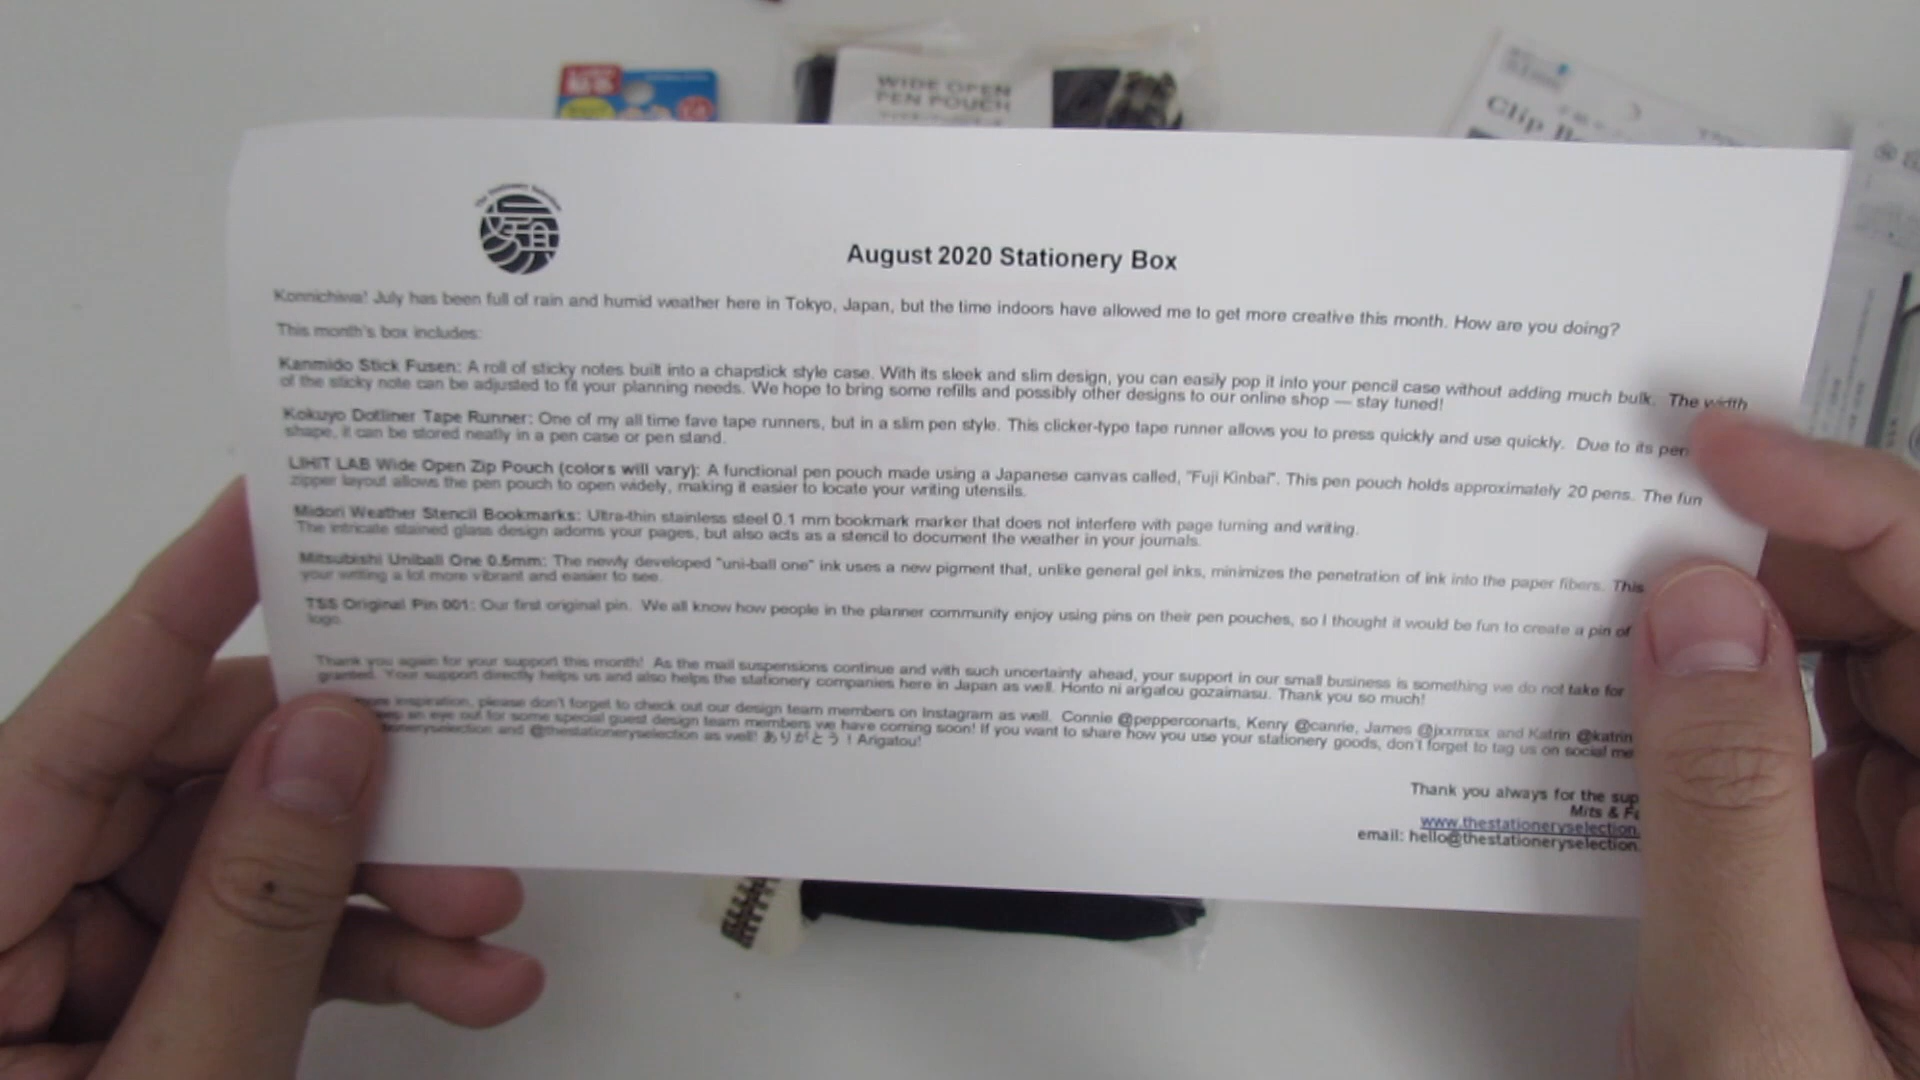 WIDE OPEN
PEN POUCH
Clip
The Stationery Selection
August 2020 Stationery Box
Konnichiwa! July has been full of rain and humid weather here in Tokyo, Japan, but the time indoors have allowed me to get more creative this month. How are you doing?
This month's box includes:
Kanmido Stick Fusen: A roll of sticky notes built into a chapstick style case. With its sleek and slim design, you can easily pop it into your pencil case without adding much bulk. The width
of the sticky note can be adjusted to fit your planning needs. We hope to bring some refills and possibly other designs to our online shop — stay tuned!
Kokuyo Dotliner Tape Runner: One of my all time fave tape runners, but in a slim pen style. This clicker-type tape runner allows you to press quickly and use quickly. Due to its pen
shape, it can be stored neatly in a pen case or pen stand.
LIHIT LAB Wide Open Zip Pouch (colors will vary): A functional pen pouch made using a Japanese canvas called, "Fuji Kinbai". This pen pouch holds approximately 20 pens. The fun
zipper layout allows the pen pouch to open widely, making it easier to locate your writing utensils.
Midori Weather Stencil Bookmarks: Ultra-thin stainless steel 0.1 mm bookmark marker that does not interfere with page turning and writing.
The intricate stained glass design adorns your pages, but also acts as a stencil to document the weather in your journals.
Mitsubishi Uniball One 0.5mm: The newly developed "uni-ball one" ink uses a new pigment that, unlike general gel inks, minimizes the penetration of ink into the paper fibers. This
your writing a lot more vibrant and easier to see.
TSS Original Pin 001: Our first original pin. We all know how people in the planner community enjoy using pins on their pen pouches, so I thought it would be fun to create a pin of
logo.
Thank you again for your support this month! As the mail suspensions continue and with such uncertainty ahead, your support in our small business is something we do not take for
granted. Your support directly helps us and also helps the stationery companies here in Japan as well. Honto ni arigatou gozaimasu. Thank you so much!
more inspiration, please don't forget to check out our design team members on Instagram as well. Connie @pepperconarts, Kenry @canrie, James @jxxmxsx and Katrin @katrin
an eye out for some special guest design team members we have coming soon! If you want to share how you use your stationery goods, don't forget to tag us on social me
oneryselection and @thestationeryselection as well! ありがとう！Arigatou!
Thank you always for the sup
Mits &
www.thestationeryselection.
email: hello@thestationeryselection.